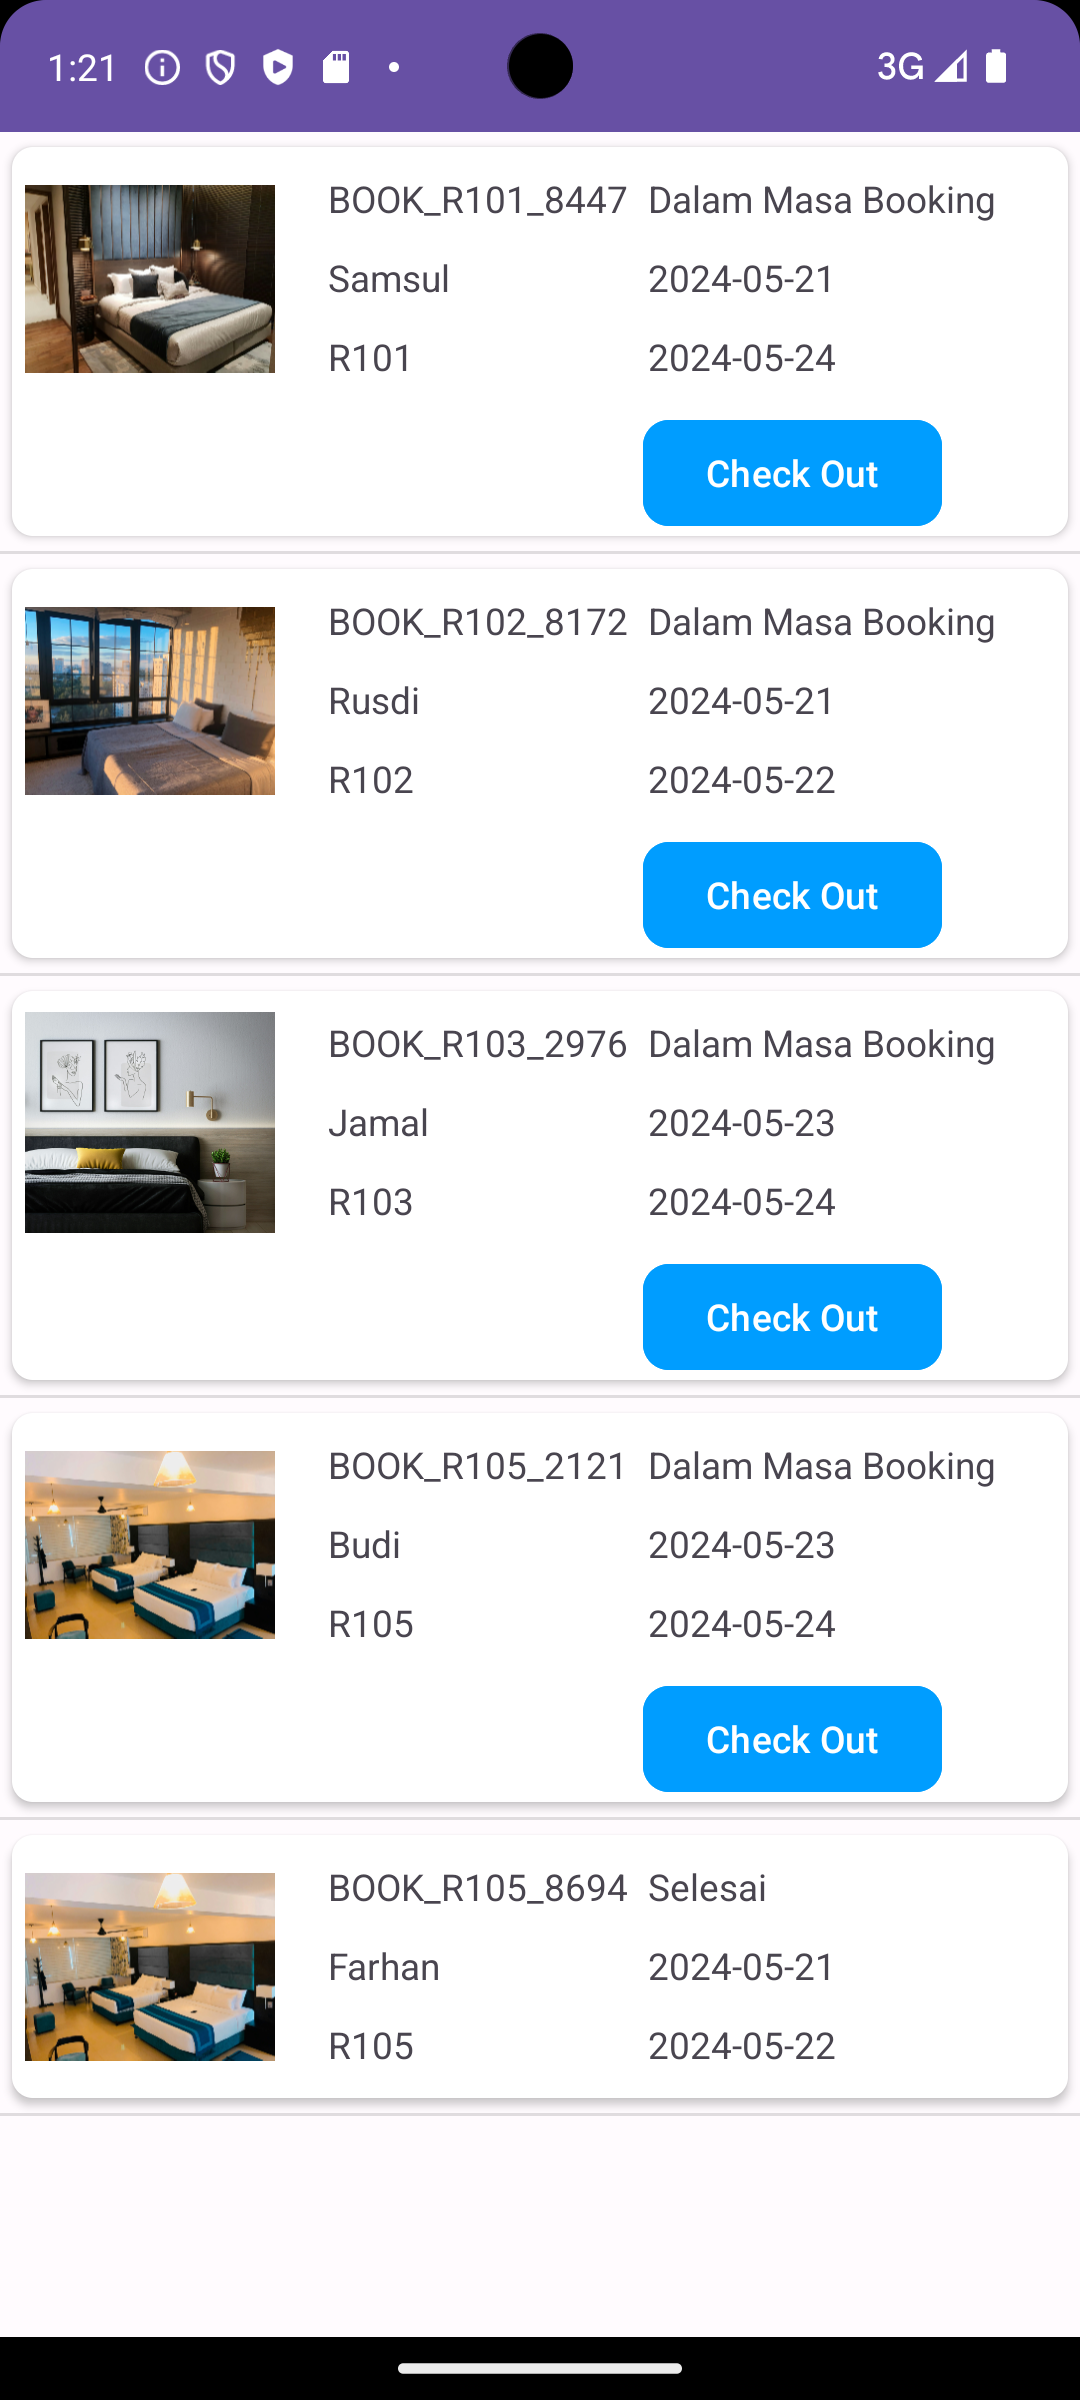 1:21
3G
BOOK_R101_8447 Dalam Masa Booking
Samsul 2024-05-21
R101 2024-05-24
Check Out
BOOK_R102_8172 Dalam Masa Booking
Rusdi 2024-05-21
R102 2024-05-22
Check Out
BOOK_R103_2976 Dalam Masa Booking
Jamal 2024-05-23
R103 2024-05-24
Check Out
BOOK_R105_2121 Dalam Masa Booking
Budi 2024-05-23
R105 2024-05-24
Check Out
BOOK_R105_8694 Selesai
Farhan 2024-05-21
R105 2024-05-22